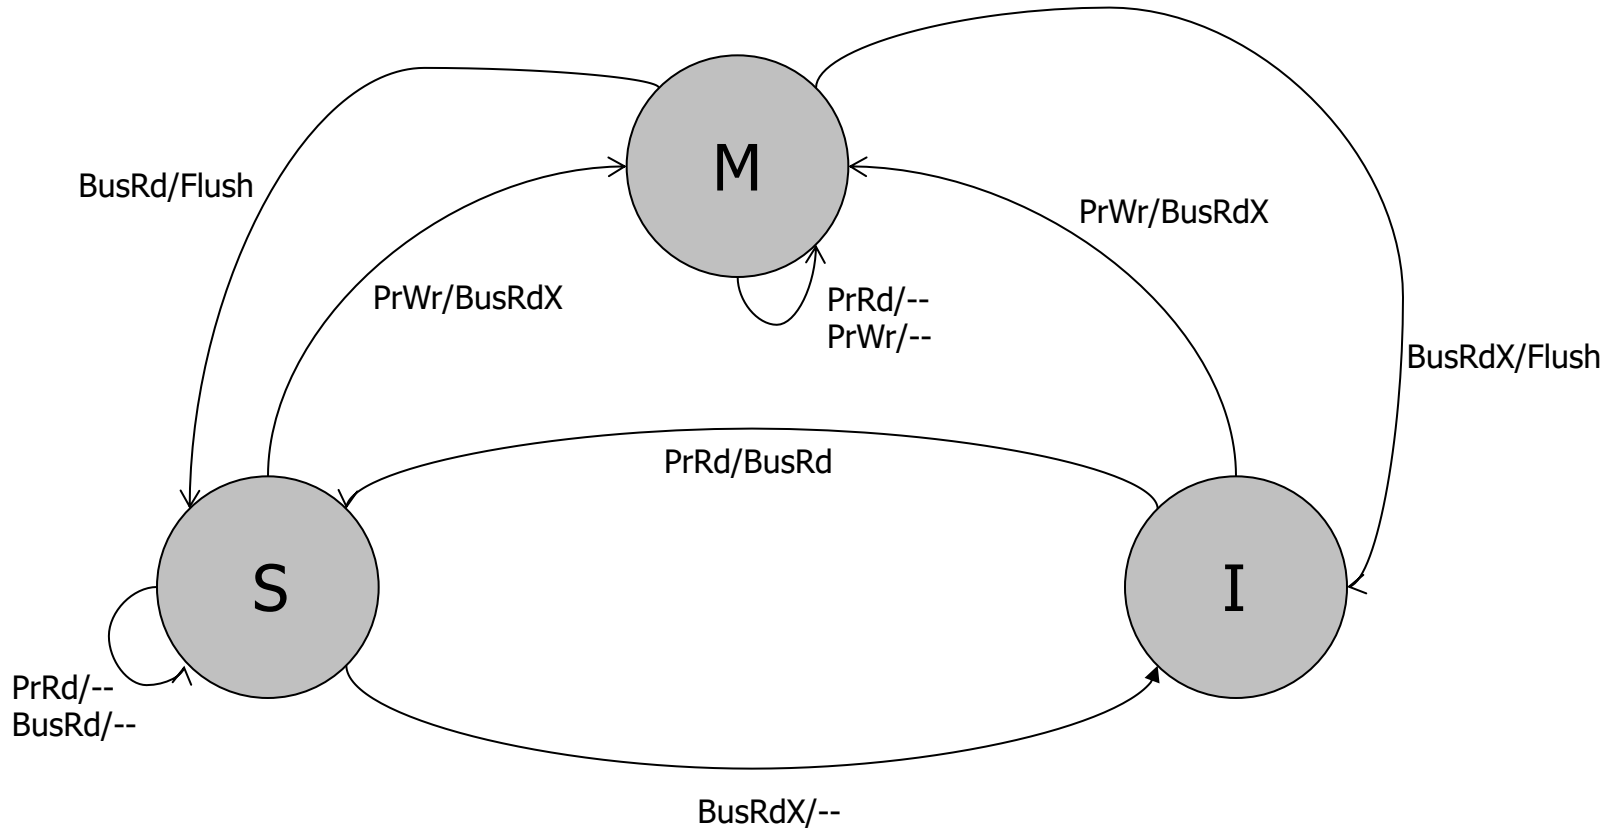 M
BusRd/Flush
PrWr/BusRdX
PrWr/BusRdX
PrRd/--
PrWr/--
BusRdX/Flush
PrRd/BusRd
S
I
PrRd/--
BusRd/--
BusRdX/--